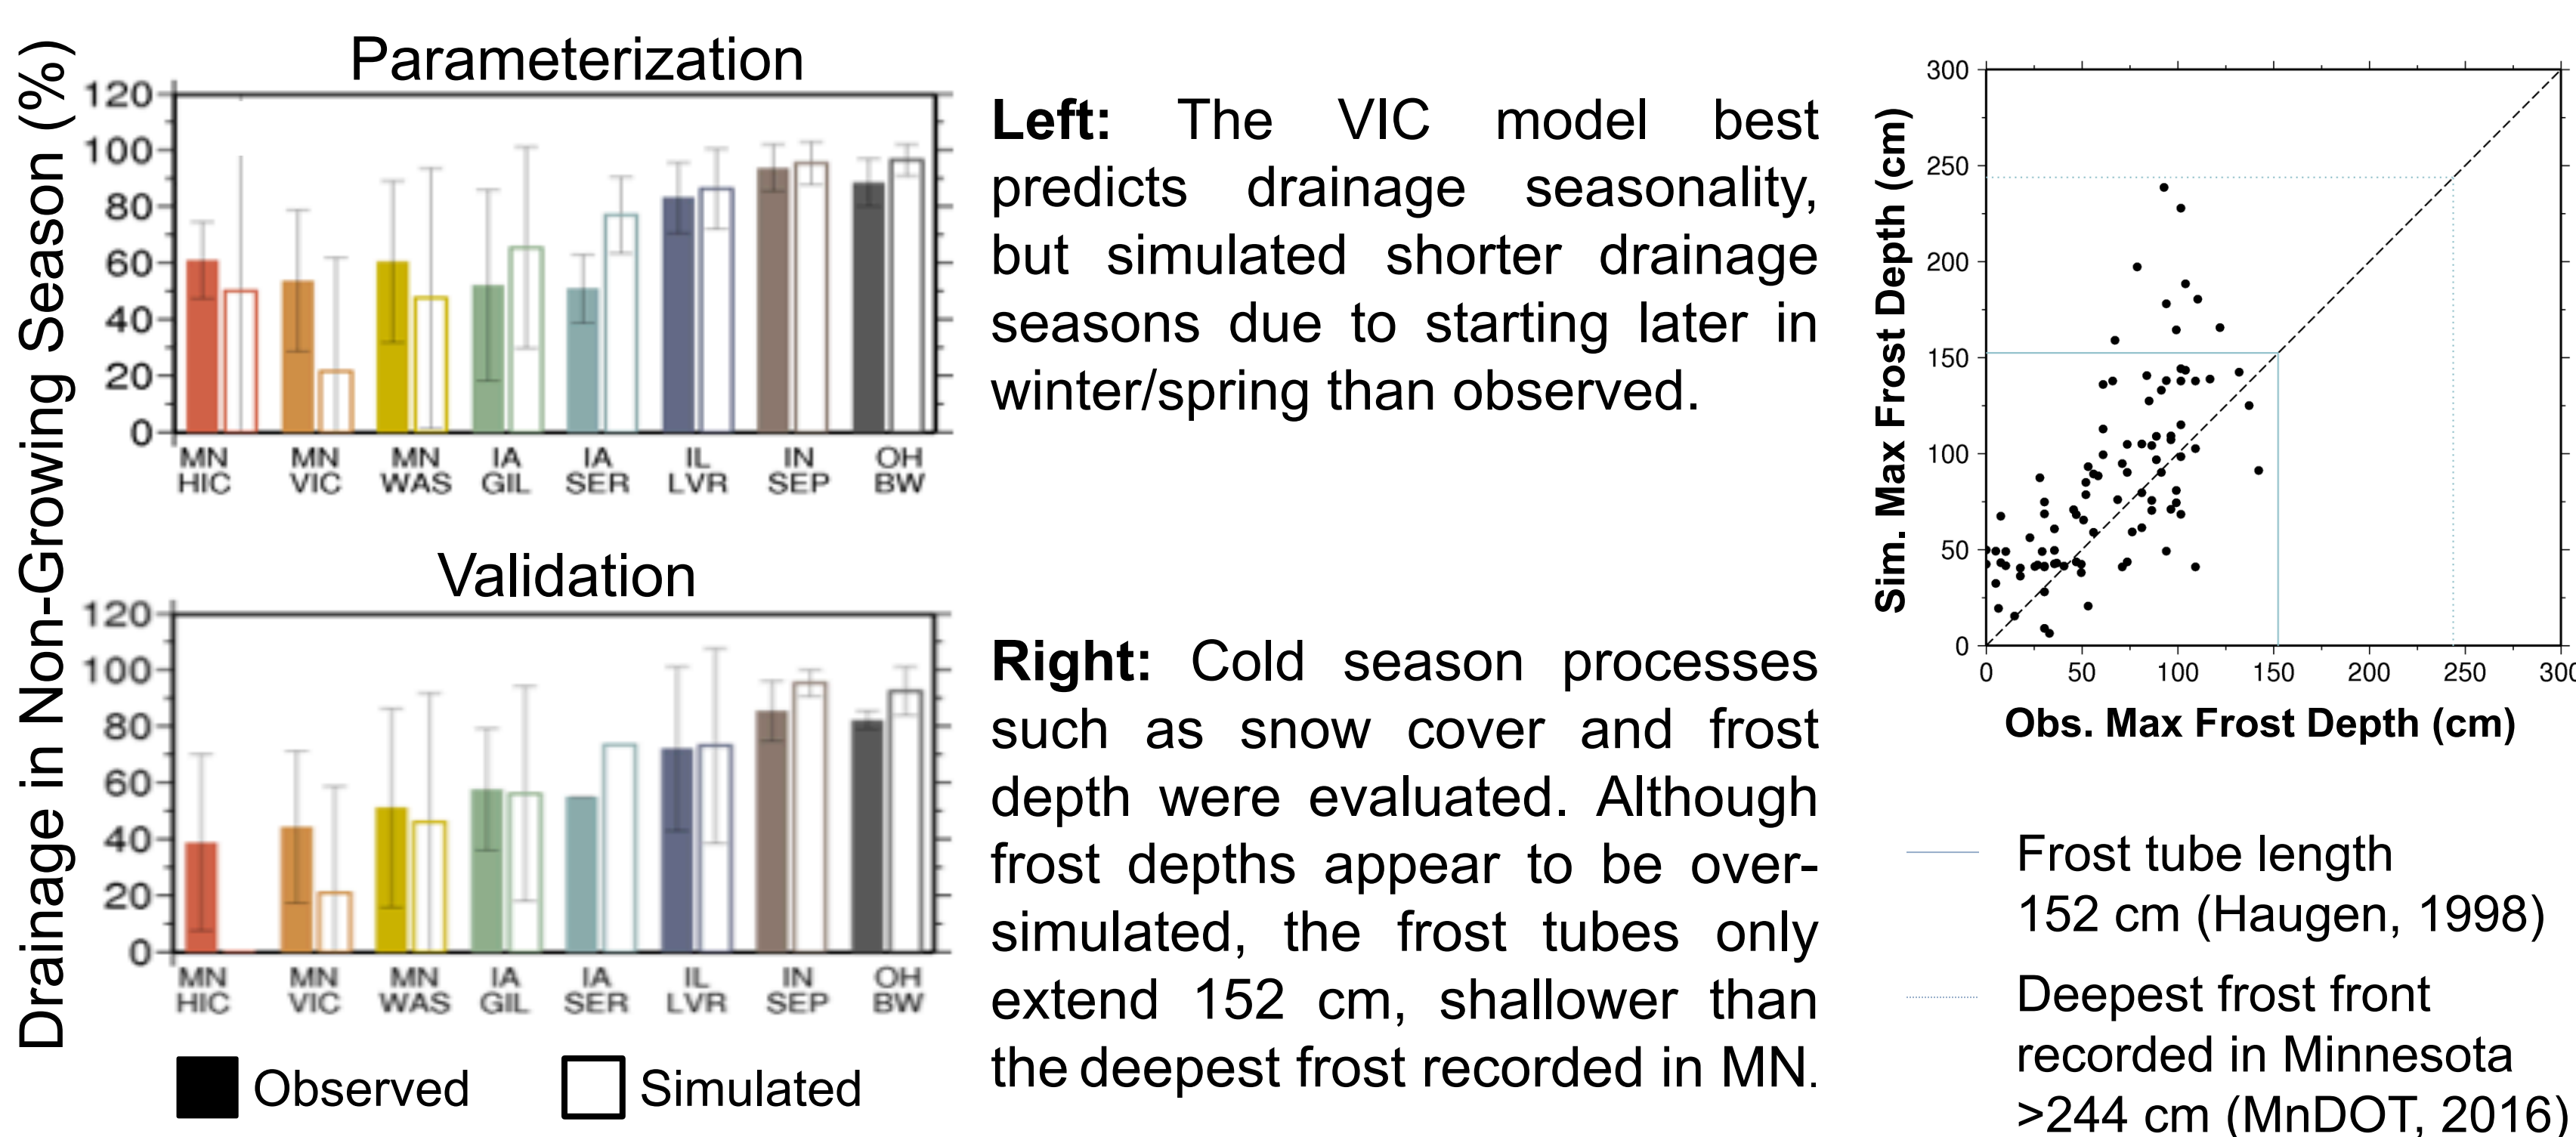 Drainage in Non-Growing Season (%)
Parameterization
120
100
80
60
40
20
0
MN MN MN IA IA IL IN OH
HIC VIC WAS GIL SER LVR SEP BW
Validation
120
100
80
60
40
20
0
MN MN MN IA IA IL IN OH
HIC VIC WAS GIL SER LVR SEP BW
Observed Simulated
Left: The VIC model best
predicts drainage seasonality,
but simulated shorter drainage
seasons due to starting later in
winter/spring than observed.
Right: Cold season processes
such as snow cover and frost
depth were evaluated. Although
frost depths appear to be over-
simulated, the frost tubes only
extend 152 cm, shallower than
the deepest frost recorded in MN.
Sim. Max Frost Depth (cm)
300
250
200
150
100
50
0
0 50 100 150 200 250 300
Obs. Max Frost Depth (cm)
Frost tube length
152 cm (Haugen, 1998)
Deepest frost front
recorded in Minnesota
>244 cm (MnDOT, 2016)